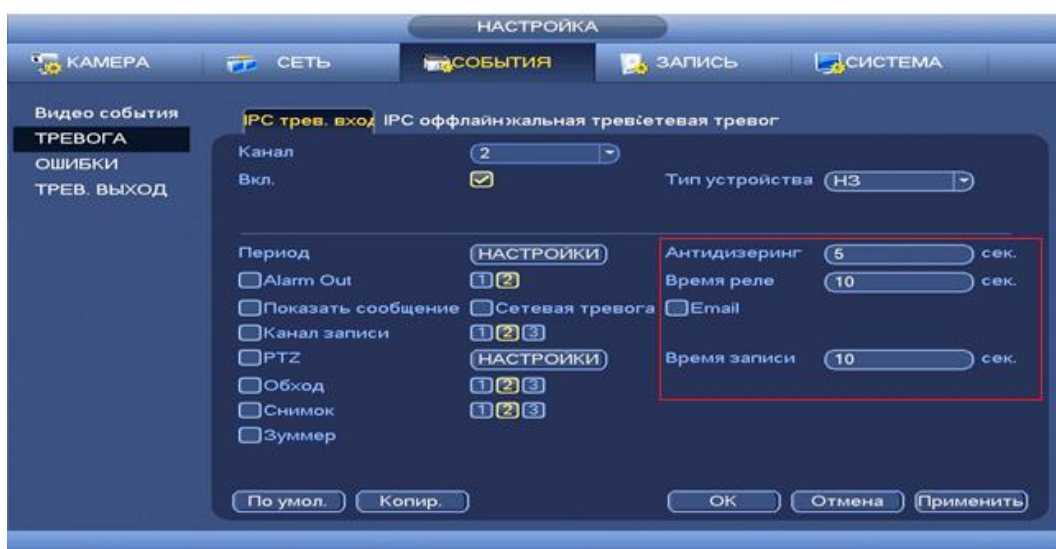 НАСТРОЙКА
КАМЕРА СЕТЬ СОБЫТИЯ ЗАПИСЬ СИСТЕМА
Видео события
ТРЕВОГА
ОШИБКИ
ТРЕВ. ВЫХОД
IPC трев. вход IPC оффлайн жальная трев сетевая тревог
Канал 2
Вкл. Тип устройства НЗ
Период НАСТРОЙКИ Антидизеринг 5 сек.
Alarm Out 1 2 Время реле 10 сек.
Показать сообщение Сетевая тревога Email
Канал записи 1 2 3
PTZ НАСТРОЙКИ Время записи 10 сек.
Обход 1 2 3
Снимок 1 2 3
Зуммер
По умол. Копир. OK Отмена Применить